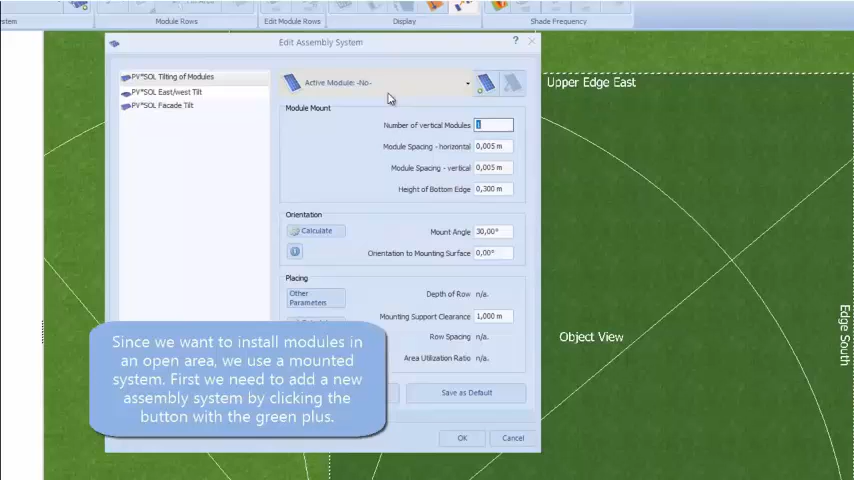 stem
Module Rows
Edit Module Rows
Display
Shade Frequency
Edit Assembly System
?
PV*SOL Tilting of Modules
PV*SOL East/west Tilt
PV*SOL Facade Tilt
Active Module: -No-
Module Mount
Number of vertical Modules 1
Module Spacing - horizontal 0,005 m
Module Spacing - vertical 0,005 m
Height of Bottom Edge 0,300 m
Orientation
Calculate
Mount Angle 30,00°
Orientation to Mounting Surface 0,00°
Placing
Other
Parameters
Depth of Row n/a.
Mounting Support Clearance 1,000 m
Row Spacing n/a.
Area Utilization Ratio n/a.
Save as Default
OK
Cancel
Since we want to install modules in
an open area, we use a mounted
system. First we need to add a new
assembly system by clicking the
button with the green plus.
Upper Edge East
Object View
Edge South